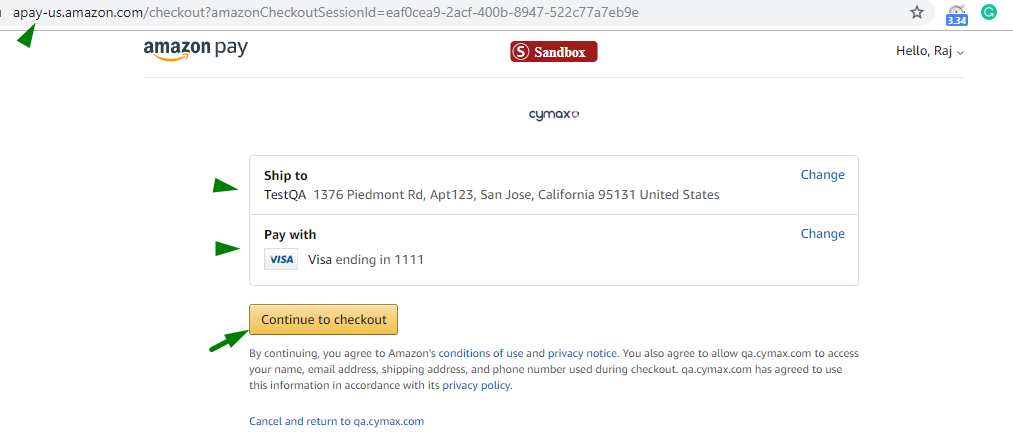 apay-us.amazon.com/checkout?amazonCheckoutSessionId=eaf0cea9-2acf-400b-8947-522c77a7eb9e
3.34
amazon pay
S Sandbox
Hello, Raj
cymax
Ship to
Change
TestQA 1376 Piedmont Rd, Apt123, San Jose, California 95131 United States
Pay with
Change
VISA Visa ending in 1111
Continue to checkout
By continuing, you agree to Amazon's conditions of use and privacy notice. You also agree to allow qa.cymax.com to access
your name, email address, shipping address, and phone number used during checkout. qa.cymax.com has agreed to use
this information in accordance with its privacy policy.
Cancel and return to qa.cymax.com